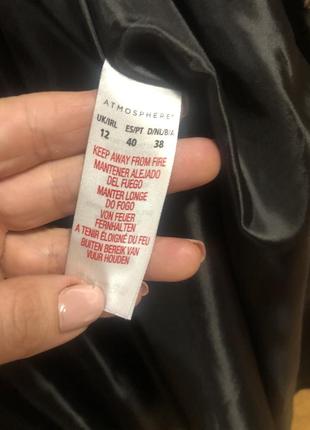 ATMOSPHERE
UK/IRL ES/PT D/NL/B/A
12 40 38
KEEP AWAY FROM FIRE
MANTENER ALEJADO
DEL FUEGO
MANTER LONGE
DO FOGO
VON FEUER
FERNHALTEN
A TENIR ÉLOIGNÉ DU FEU
BUITEN BEREIK VAN
VUUR HOUDEN